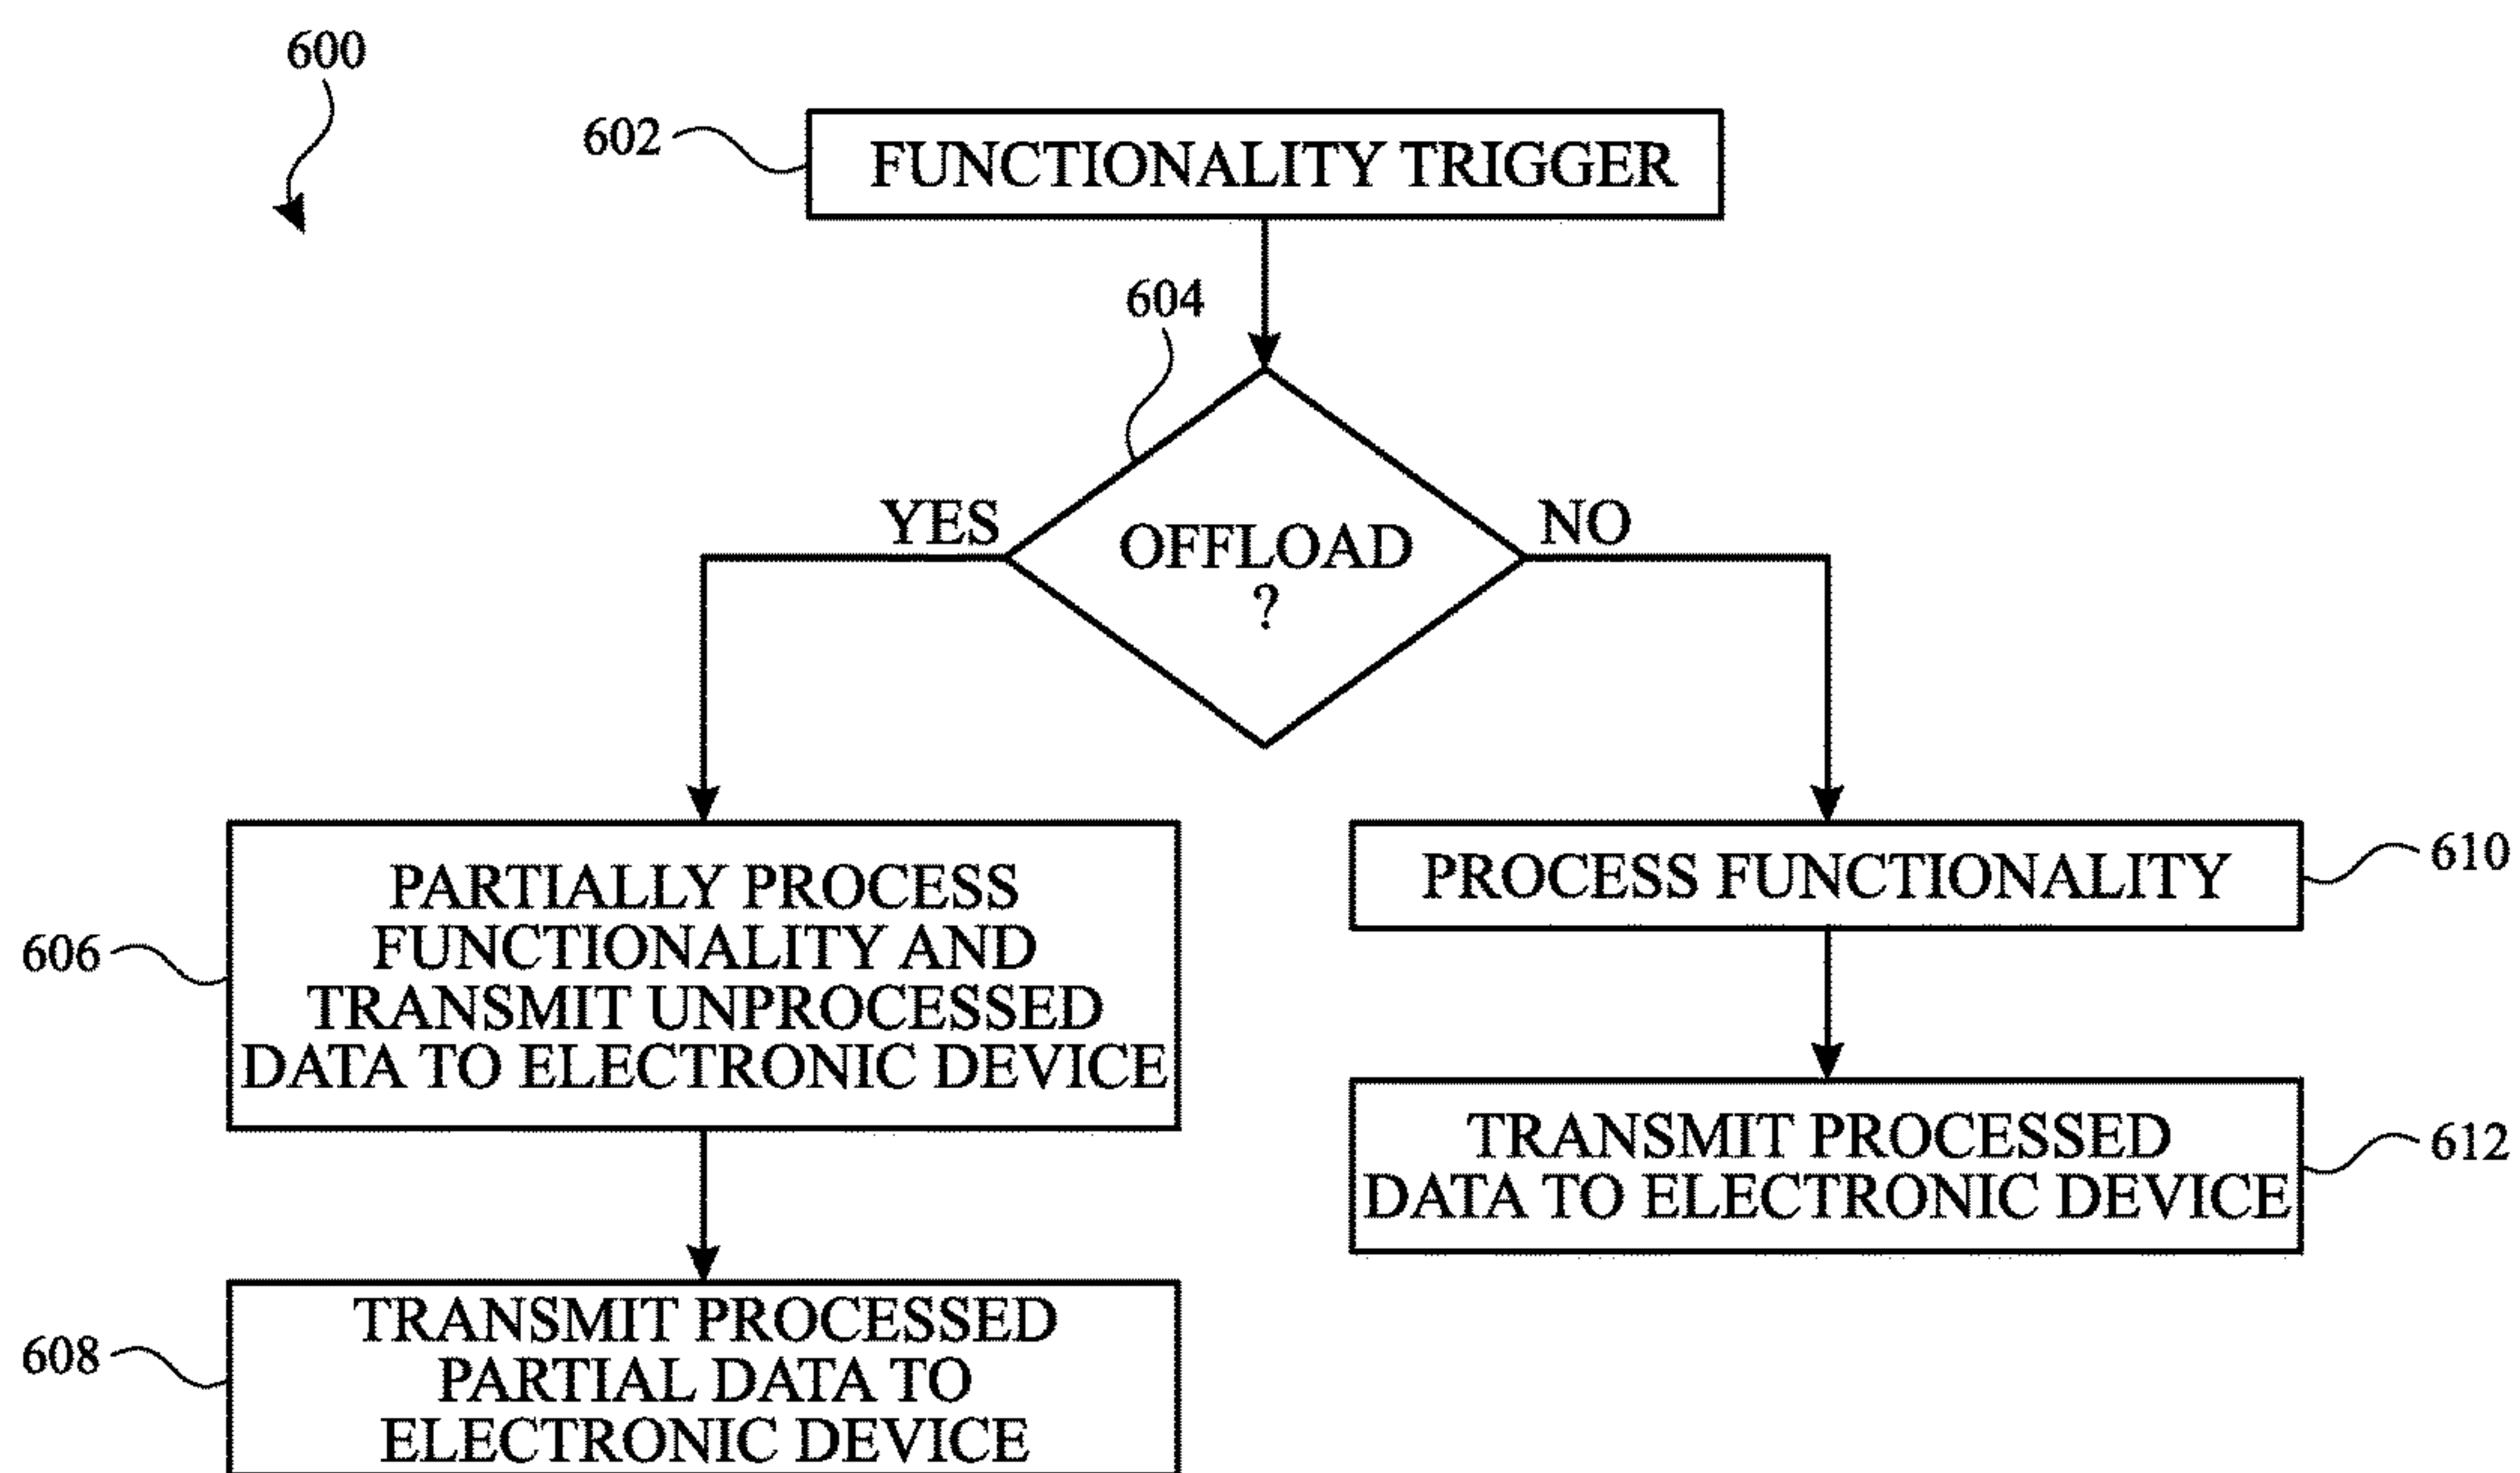 600
602
FUNCTIONALITY TRIGGER
604
YES
NO
OFFLOAD
?
606
PARTIALLY PROCESS
FUNCTIONALITY AND
TRANSMIT UNPROCESSED
DATA TO ELECTRONIC DEVICE
PROCESS FUNCTIONALITY
610
TRANSMIT PROCESSED
DATA TO ELECTRONIC DEVICE
612
608
TRANSMIT PROCESSED
PARTIAL DATA TO
ELECTRONIC DEVICE